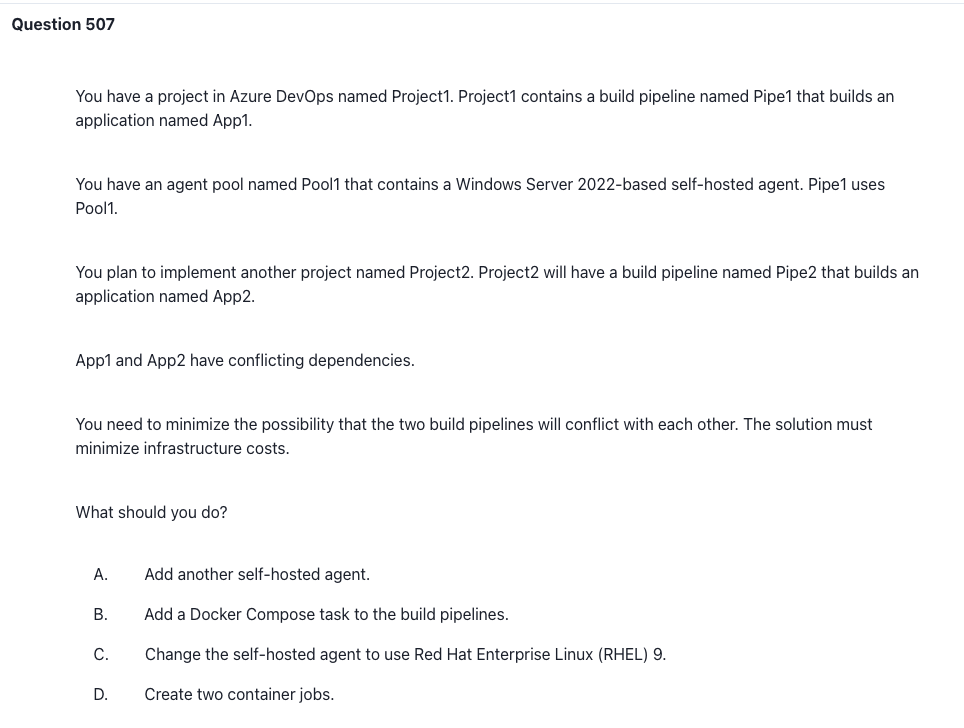 Question 507
You have a project in Azure DevOps named Project1. Project1 contains a build pipeline named Pipe1 that builds an
application named App1.
You have an agent pool named Pool1 that contains a Windows Server 2022-based self-hosted agent. Pipe1 uses
Pool1.
You plan to implement another project named Project2. Project2 will have a build pipeline named Pipe2 that builds an
application named App2.
App1 and App2 have conflicting dependencies.
You need to minimize the possibility that the two build pipelines will conflict with each other. The solution must
minimize infrastructure costs.
What should you do?
A. Add another self-hosted agent.
B. Add a Docker Compose task to the build pipelines.
C. Change the self-hosted agent to use Red Hat Enterprise Linux (RHEL) 9.
D. Create two container jobs.